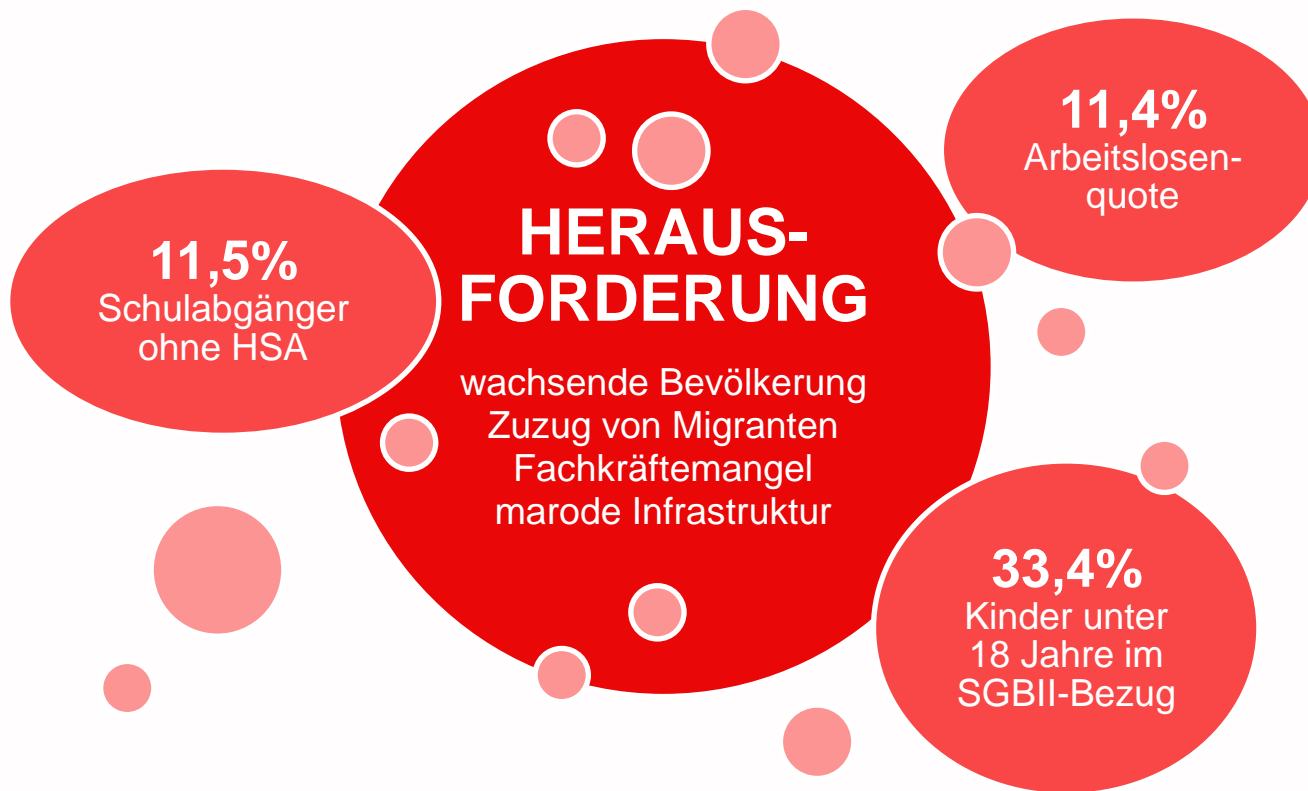 HERAUS-
FORDERUNG
wachsende Bevölkerung
Zuzug von Migranten
Fachkräftemangel
marode Infrastruktur
11,5%
Schulabgänger
ohne HSA
11,4%
Arbeitslosen-
quote
33,4%
Kinder unter
18 Jahre im
SGBII-Bezug